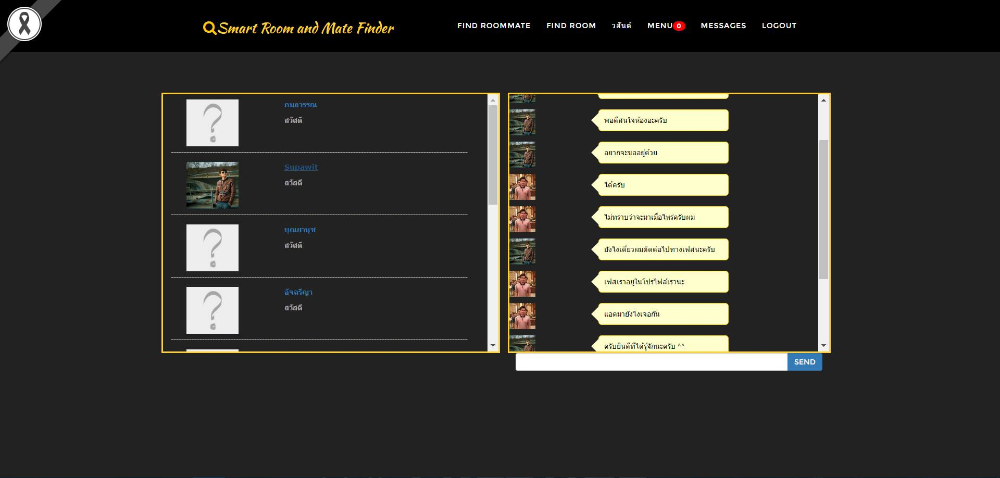 Smart Room and Mate Finder
FIND ROOMMATE
FIND ROOM
วสันต์
MENU 0
MESSAGES
LOGOUT
กมลวรรณ
สวัสดี
Supawit
สวัสดี
บุณยานุช
สวัสดี
อัจฉรีญา
สวัสดี
พอดีสนใจห้องอะครับ
อยากจะขออยู่ด้วย
ได้ครับ
ไม่ทราบว่าจะมาเมื่อไหร่ครับผม
ยังไงเดี๋ยวผมติดต่อไปทางเฟสนะครับ
เฟสเราอยู่ในโปรไฟล์เรานะ
แอดมายังไงเจอกัน
ครับยินดีที่ได้รู้จักนะครับ ^^
SEND